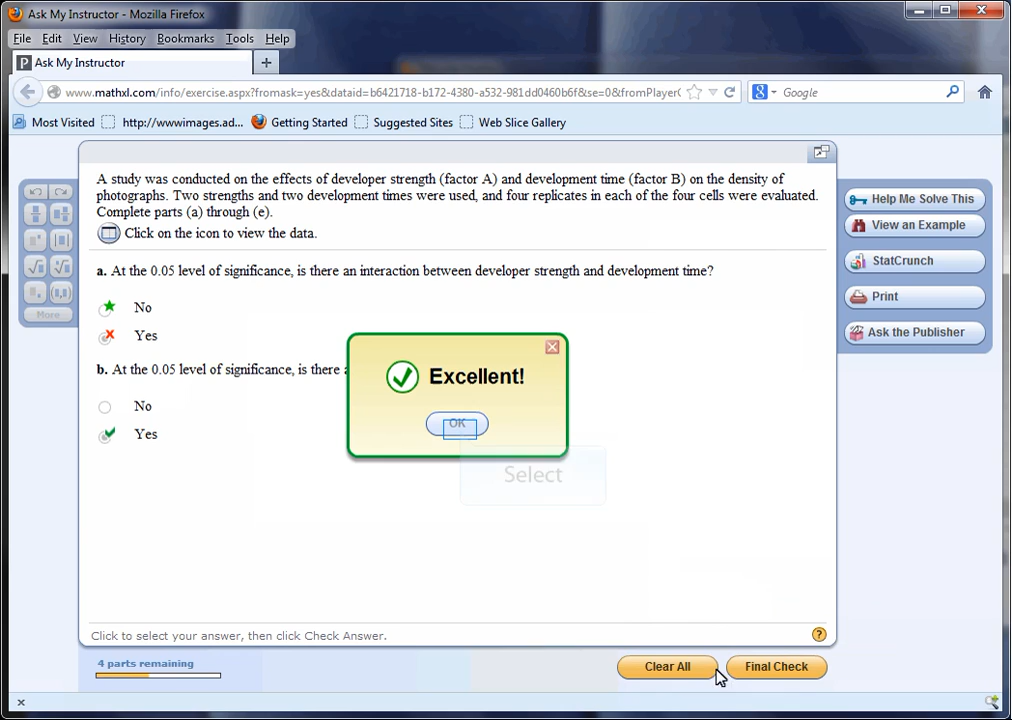 Ask My Instructor - Mozilla Firefox
File Edit View History Bookmarks Tools Help
P Ask My Instructor +
www.mathxl.com/info/exercise.aspx?fromask=yes&dataid=b6421718-b172-4380-a532-981dd0460b6f&se=0&fromPlayerC
8 Google
Most Visited http://wwwimages.ad... Getting Started Suggested Sites Web Slice Gallery
A study was conducted on the effects of developer strength (factor A) and development time (factor B) on the density of
photographs. Two strengths and two development times were used, and four replicates in each of the four cells were evaluated.
Complete parts (a) through (e).
Click on the icon to view the data.
a. At the 0.05 level of significance, is there an interaction between developer strength and development time?
No
Yes
b. At the 0.05 level of significance, is there
No
Yes
Excellent!
OK
Select
More
Help Me Solve This
View an Example
StatCrunch
Print
Ask the Publisher
Click to select your answer, then click Check Answer.
?
4 parts remaining
Clear All
Final Check
x